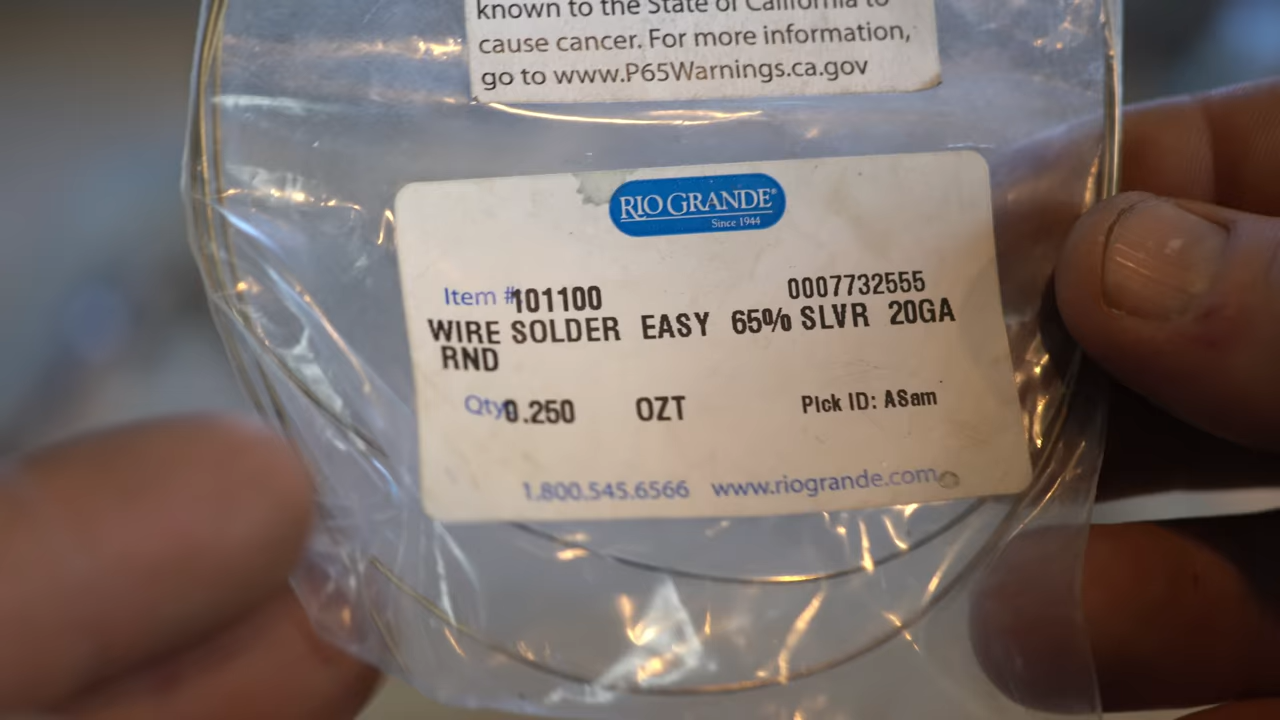 known to the State of California to
cause cancer. For more information,
go to www.P65Warnings.ca.gov
RIO GRANDE®
Since 1944
Item #101100 0007732555
WIRE SOLDER EASY 65% SLVR 20GA
RND
Qty0.250 OZT Pick ID: ASam
1.800.545.6566 www.riogrande.com